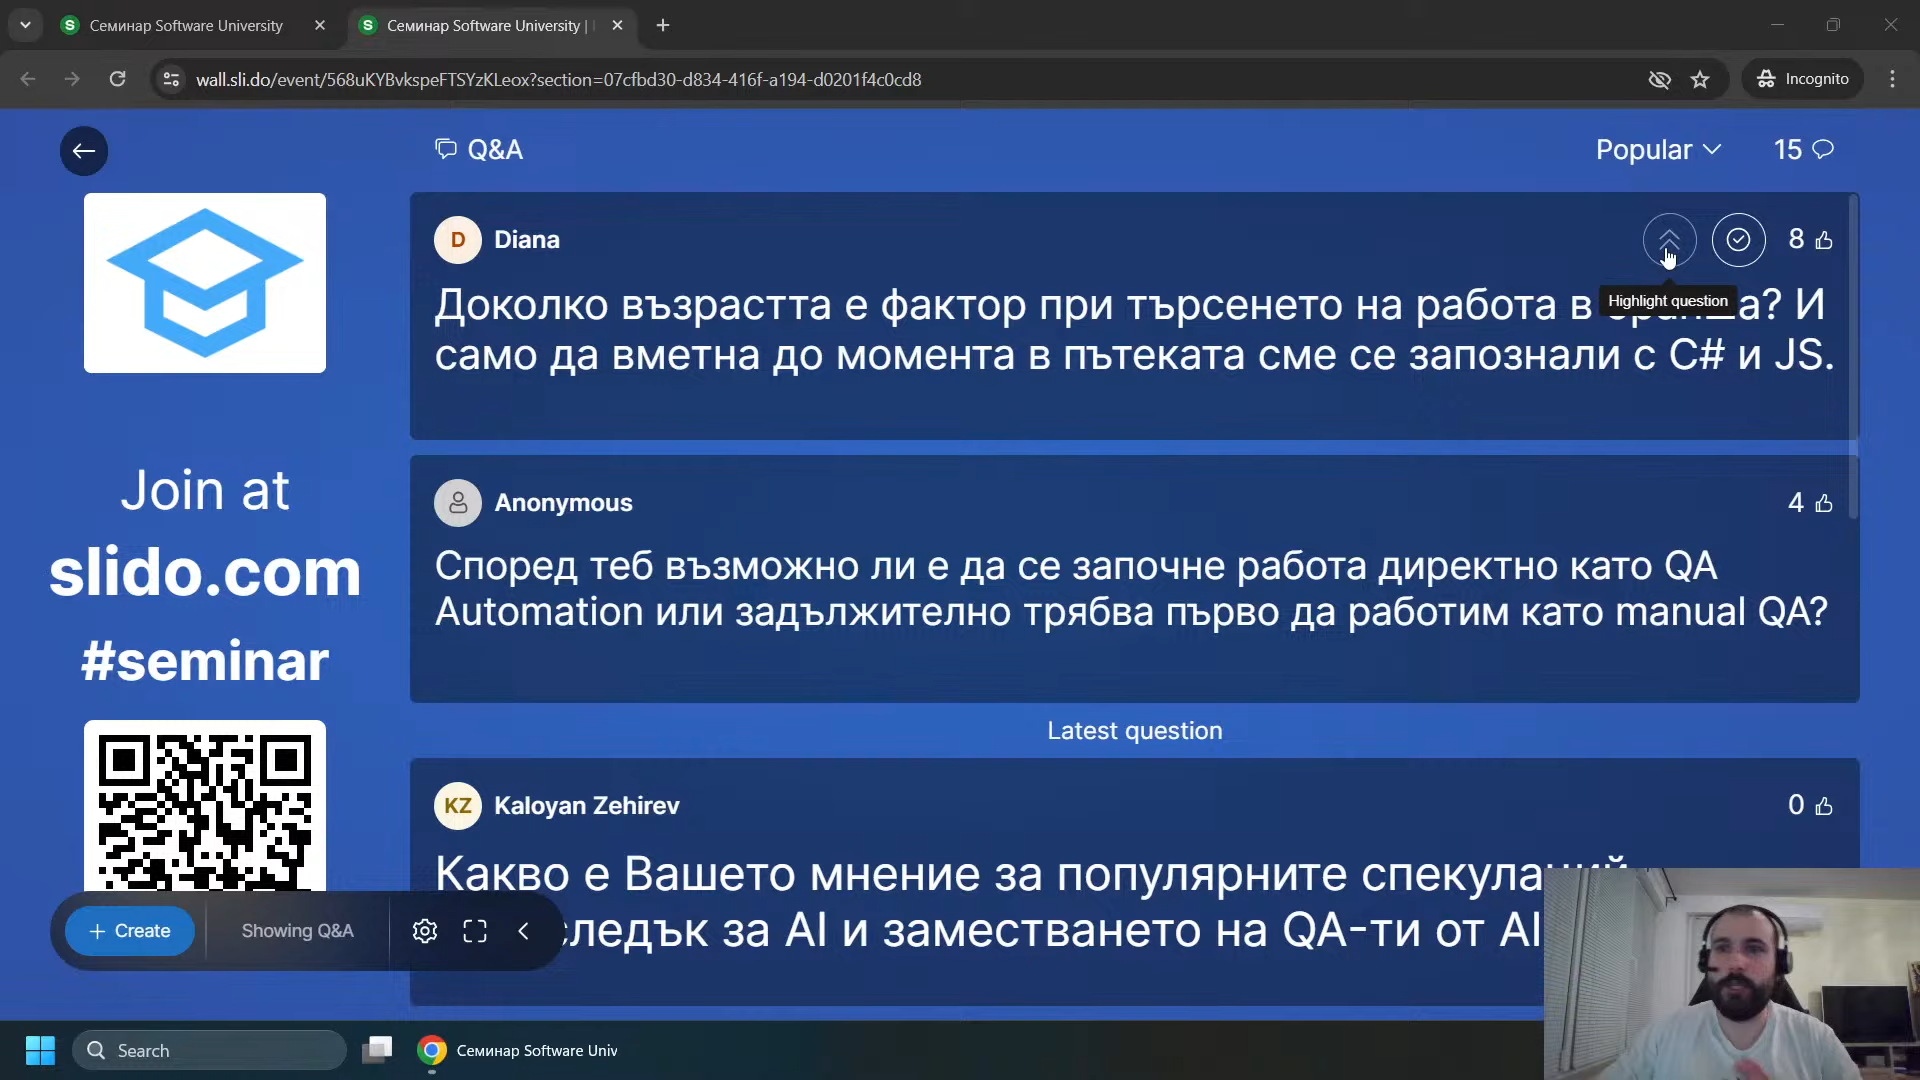 Семинар Software University
Семинар Software University |
wall.sli.do/event/568uKYBvkspeFTSYzKLeox?section=07cfbd30-d834-416f-a194-d0201f4c0cd8
Incognito
Q&A
Popular
15
D
Diana
8
Highlight question
Доколко възрастта е фактор при търсенето на работа в а? И
само да вметна до момента в пътеката сме се запознали с C# и JS.
Join at
slido.com
#seminar
Anonymous
4
Според теб възможно ли е да се започне работа директно като QA
Automation или задължително трябва първо да работим като manual QA?
Latest question
KZ
Kaloyan Zehirev
0
Какво е Вашето мнение за популярните
следък за AI и заместването на QA-ти от AI
+ Create
Showing Q&A
Search
Семинар Software Univ